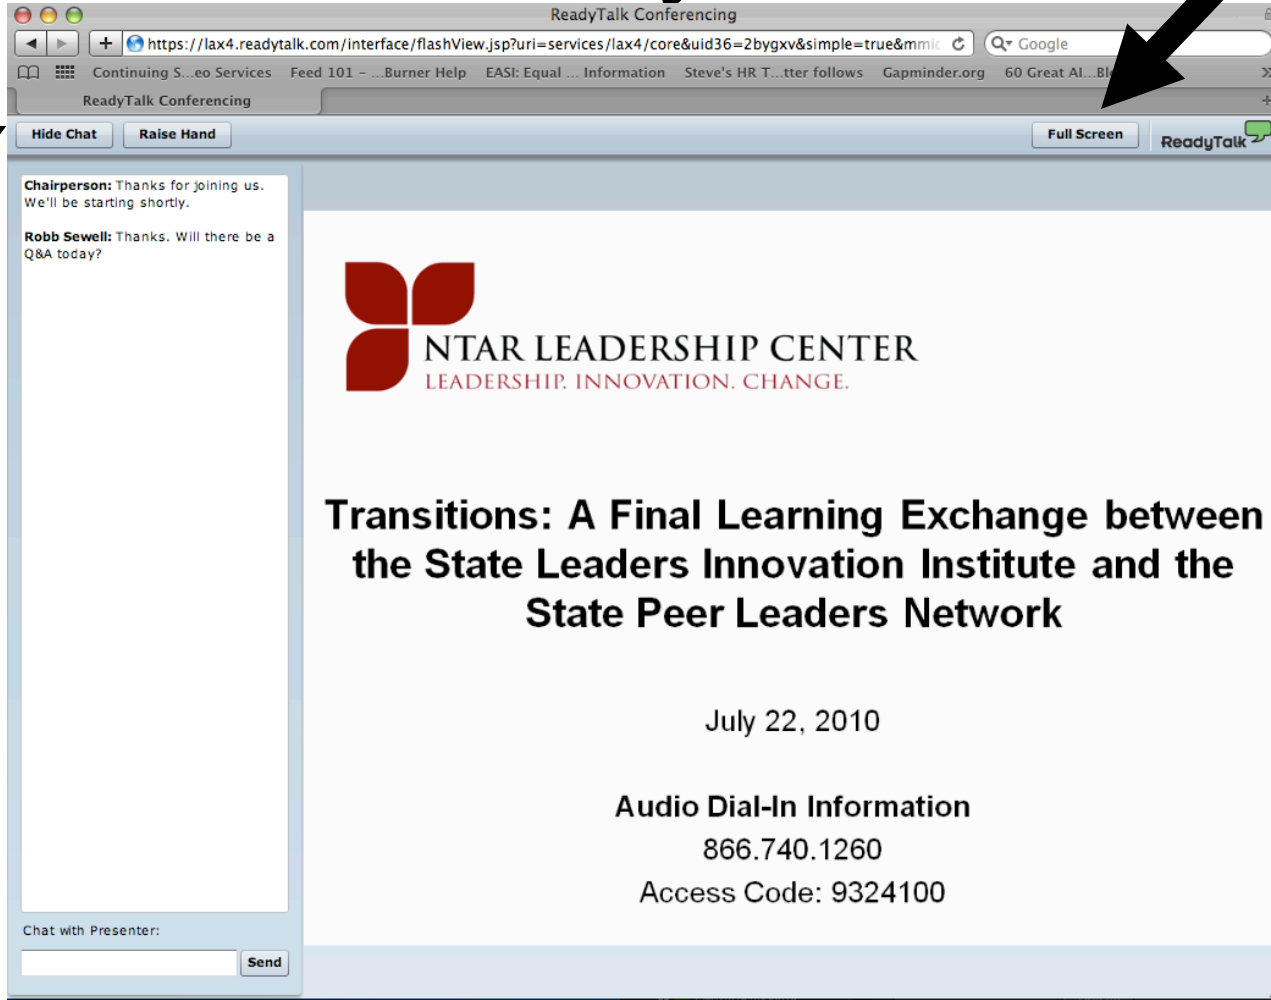 ReadyTalk Conferencing
https://lax4.readytalk.com/interface/flashView.jsp?uri=services/lax4/core&uid36=2bygxv&simple=true&mmic
Google
Continuing S...eo Services Feed 101 – ...Burner Help EASI: Equal ... Information Steve's HR T...tter follows Gapminder.org 60 Great Al...
ReadyTalk Conferencing
Hide Chat Raise Hand Full Screen ReadyTalk
Chairperson: Thanks for joining us.
We'll be starting shortly.
Robb Sewell: Thanks. Will there be a
Q&A today?
NTAR LEADERSHIP CENTER
LEADERSHIP. INNOVATION. CHANGE.
Transitions: A Final Learning Exchange between
the State Leaders Innovation Institute and the
State Peer Leaders Network
July 22, 2010
Audio Dial-In Information
866.740.1260
Access Code: 9324100
Chat with Presenter:
Send